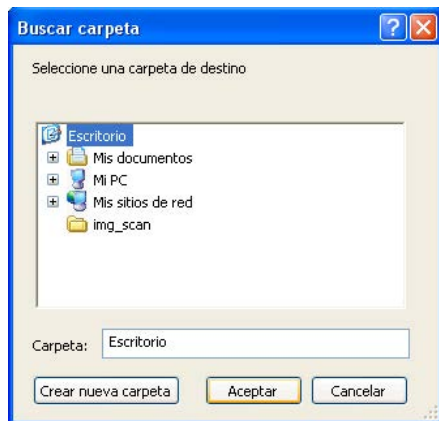 Buscar carpeta
Seleccione una carpeta de destino
Escritorio
Mis documentos
Mi PC
Mis sitios de red
img_scan
Carpeta: Escritorio
Crear nueva carpeta Aceptar Cancelar